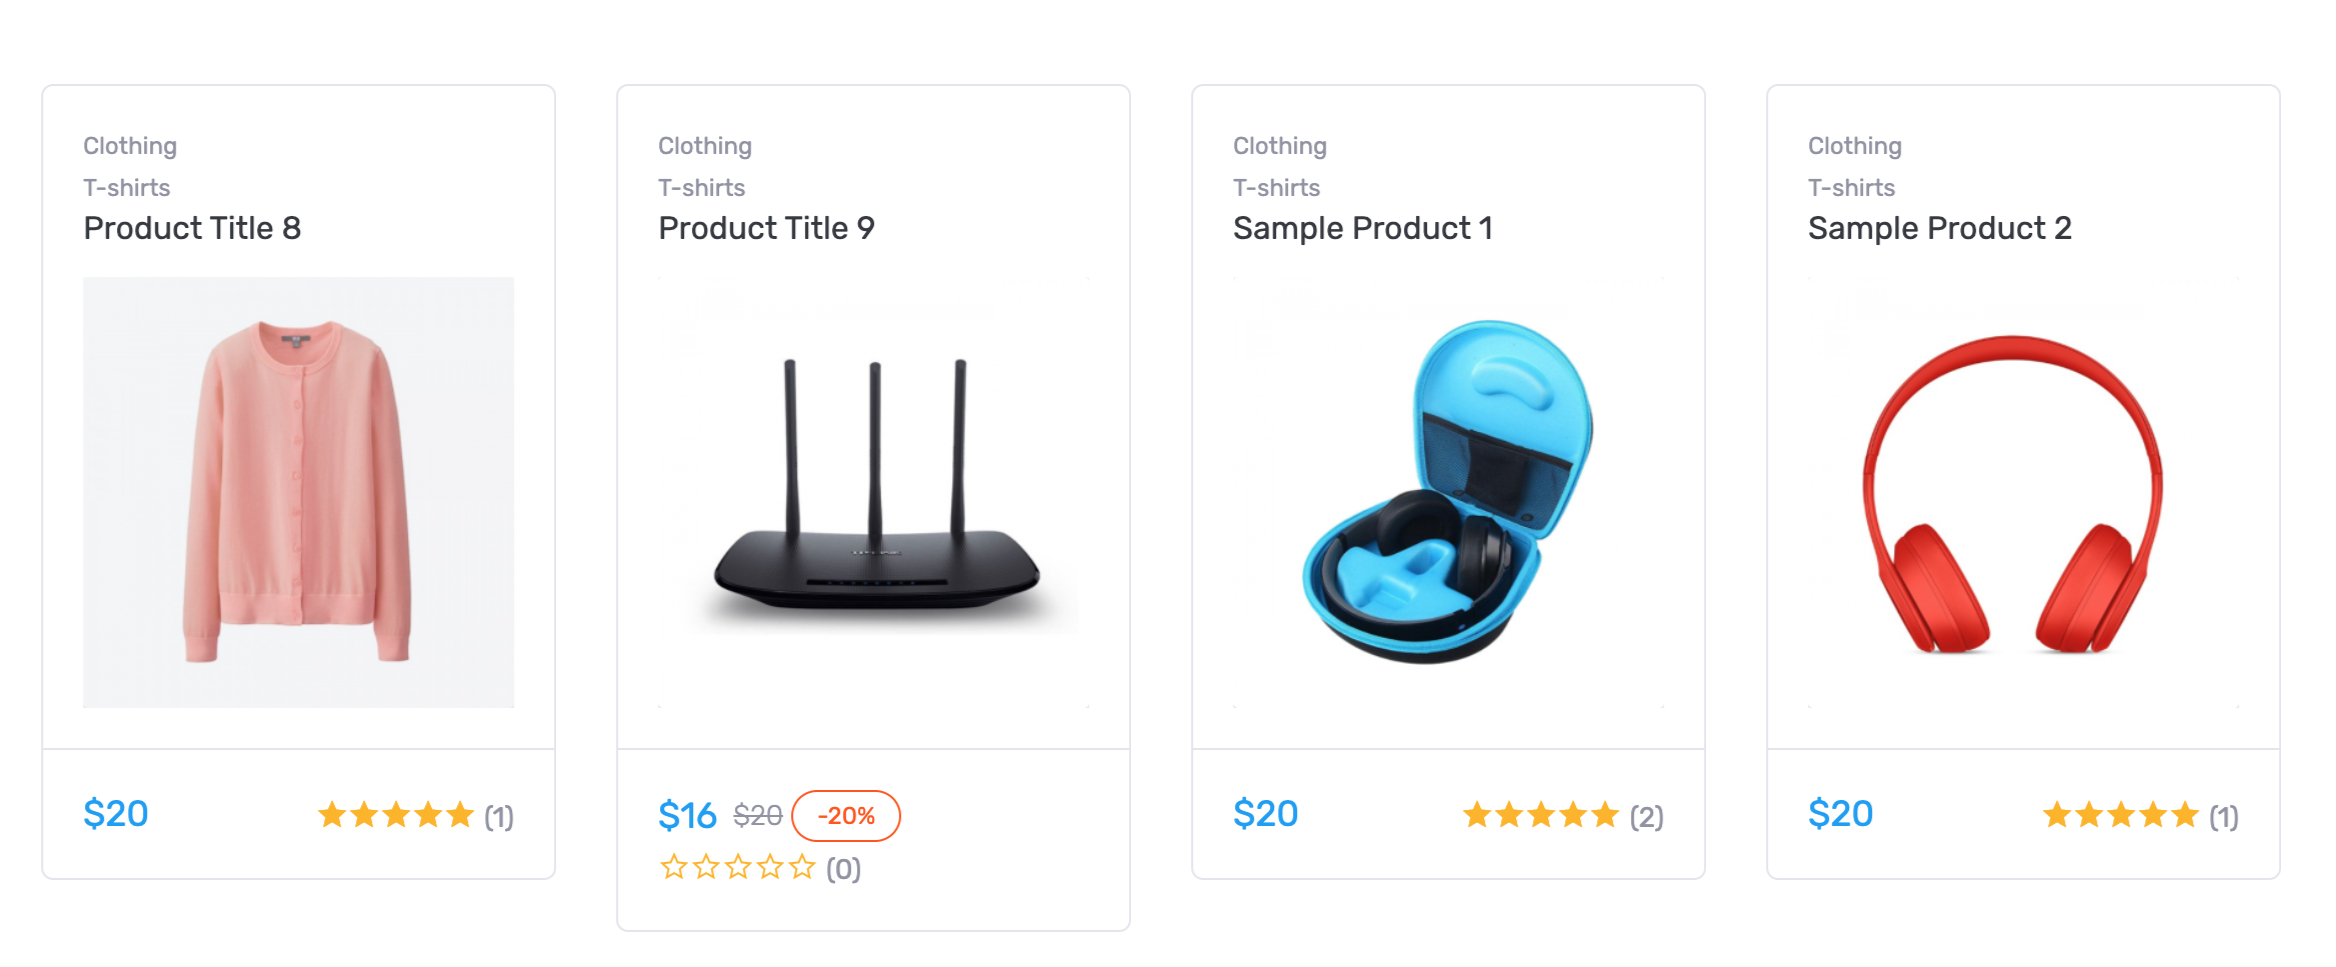 Clothing
T-shirts
Product Title 8
$20
(1)
Clothing
T-shirts
Product Title 9
$16 $20 -20%
(0)
Clothing
T-shirts
Sample Product 1
$20
(2)
Clothing
T-shirts
Sample Product 2
$20
(1)